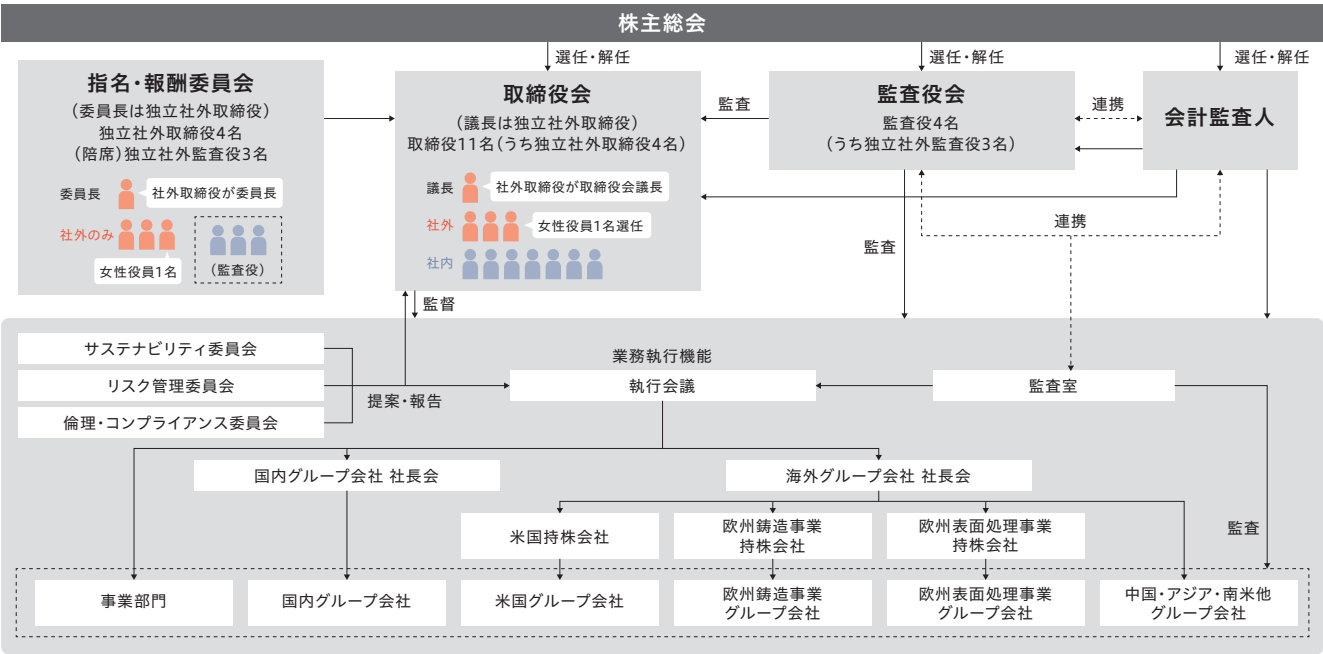 株主総会
選任・解任
選任・解任
選任・解任
指名・報酬委員会
(委員長は独立社外取締役)
独立社外取締役4名
(陪席)独立社外監査役3名
委員長
社外取締役が委員長
社外のみ
女性役員1名
(監査役)
取締役会
(議長は独立社外取締役)
取締役11名(うち独立社外取締役4名)
議長
社外取締役が取締役会議長
社外
女性役員1名選任
社内
監査
監査役会
監査役4名
(うち独立社外監査役3名)
連携
会計監査人
連携
監査
監督
サステナビリティ委員会
リスク管理委員会
倫理・コンプライアンス委員会
提案・報告
業務執行機能
執行会議
監査室
国内グループ会社 社長会
海外グループ会社 社長会
米国持株会社
欧州鋳造事業
持株会社
欧州表面処理事業
持株会社
監査
事業部門
国内グループ会社
米国グループ会社
欧州鋳造事業
グループ会社
欧州表面処理事業
グループ会社
中国・アジア・南米他
グループ会社